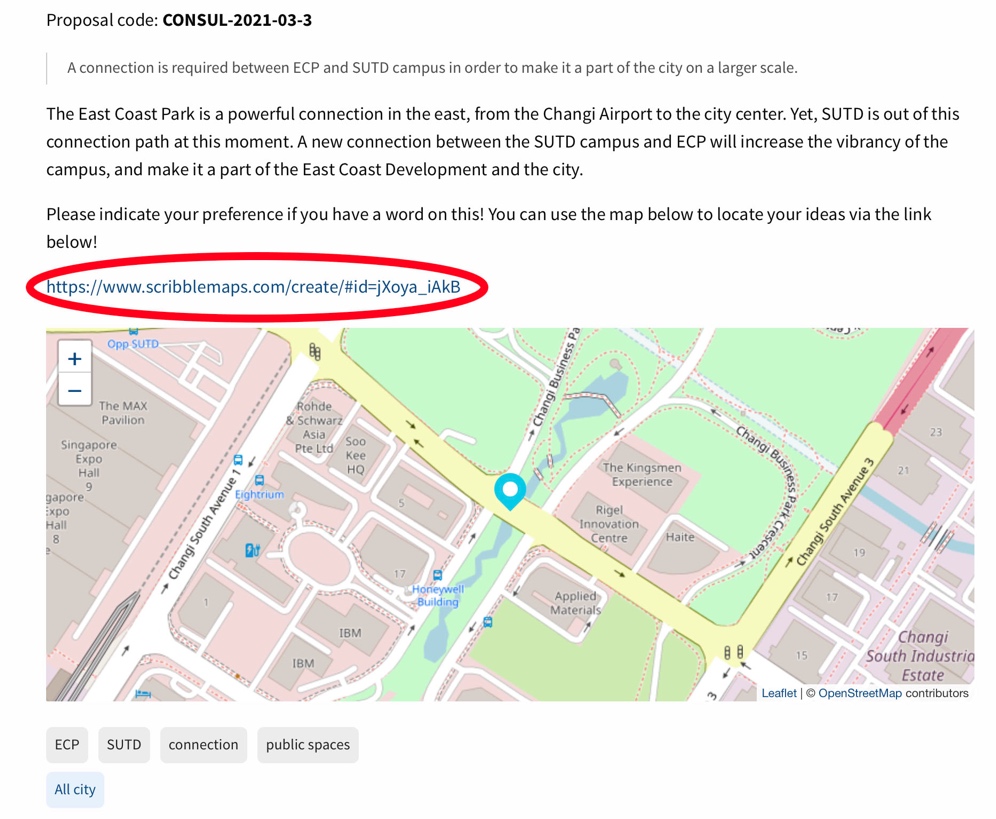 Proposal code: CONSUL-2021-03-3
A connection is required between ECP and SUTD campus in order to make it a part of the city on a larger scale.
The East Coast Park is a powerful connection in the east, from the Changi Airport to the city center. Yet, SUTD is out of this
connection path at this moment. A new connection between the SUTD campus and ECP will increase the vibrancy of the
campus, and make it a part of the East Coast Development and the city.
Please indicate your preference if you have a word on this! You can use the map below to locate your ideas via the link
below!
https://www.scribblemaps.com/create/#id=jXoya_iAkB
+
−
Opp SUTD
The MAX
Pavilion
Singapore
Expo
Hall
9
gapore
Expo
Hall
8
Rohde
& Schwarz
Asia
Pte Ltd
Soo
Kee
HQ
Eightrium
Changi South Avenue 1
5
17
1
IBM
IBM
Honeywell
Building
Changi Business Pa
The Kingsmen
Experience
Rigel
Innovation
Centre
Haite
Applied
Materials
Changi Business Park Crescent
Changi South Avenue 3
23
21
19
17
15
3
Changi
South Industria
Estate
Leaflet | © OpenStreetMap contributors
ECP
SUTD
connection
public spaces
All city